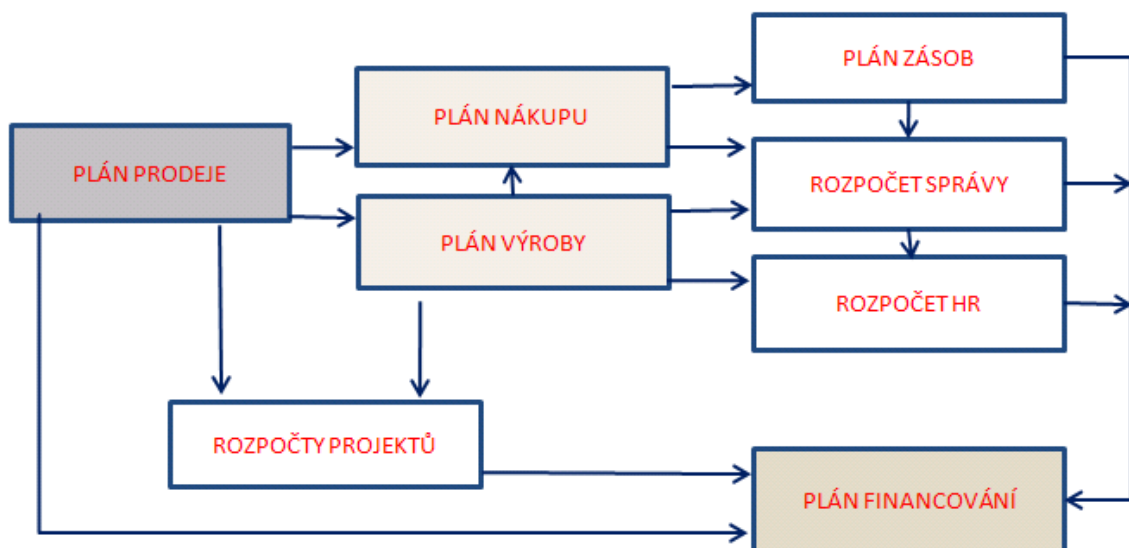 PLÁN ZÁSOB
PLÁN NÁKUPU
PLÁN PRODEJE
ROZPOČET SPRÁVY
PLÁN VÝROBY
ROZPOČET HR
ROZPOČTY PROJEKTŮ
PLÁN FINANCOVÁNÍ